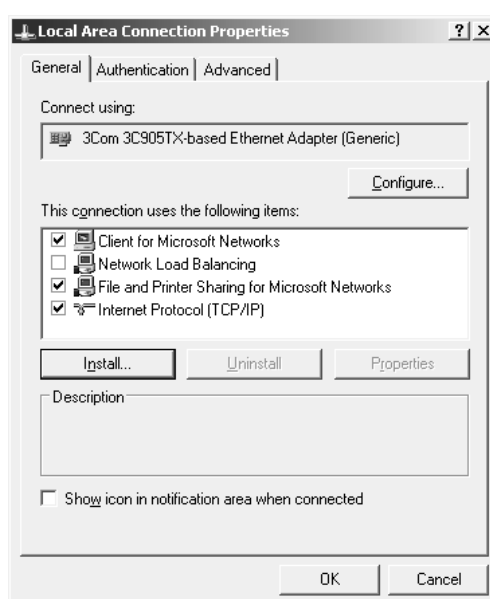 Local Area Connection Properties ? x
General Authentication Advanced
Connect using:
3Com 3C905TX-based Ethernet Adapter (Generic)
Configure...
This connection uses the following items:
Client for Microsoft Networks
Network Load Balancing
File and Printer Sharing for Microsoft Networks
Internet Protocol (TCP/IP)
Install... Uninstall Properties
Description
Show icon in notification area when connected
OK Cancel